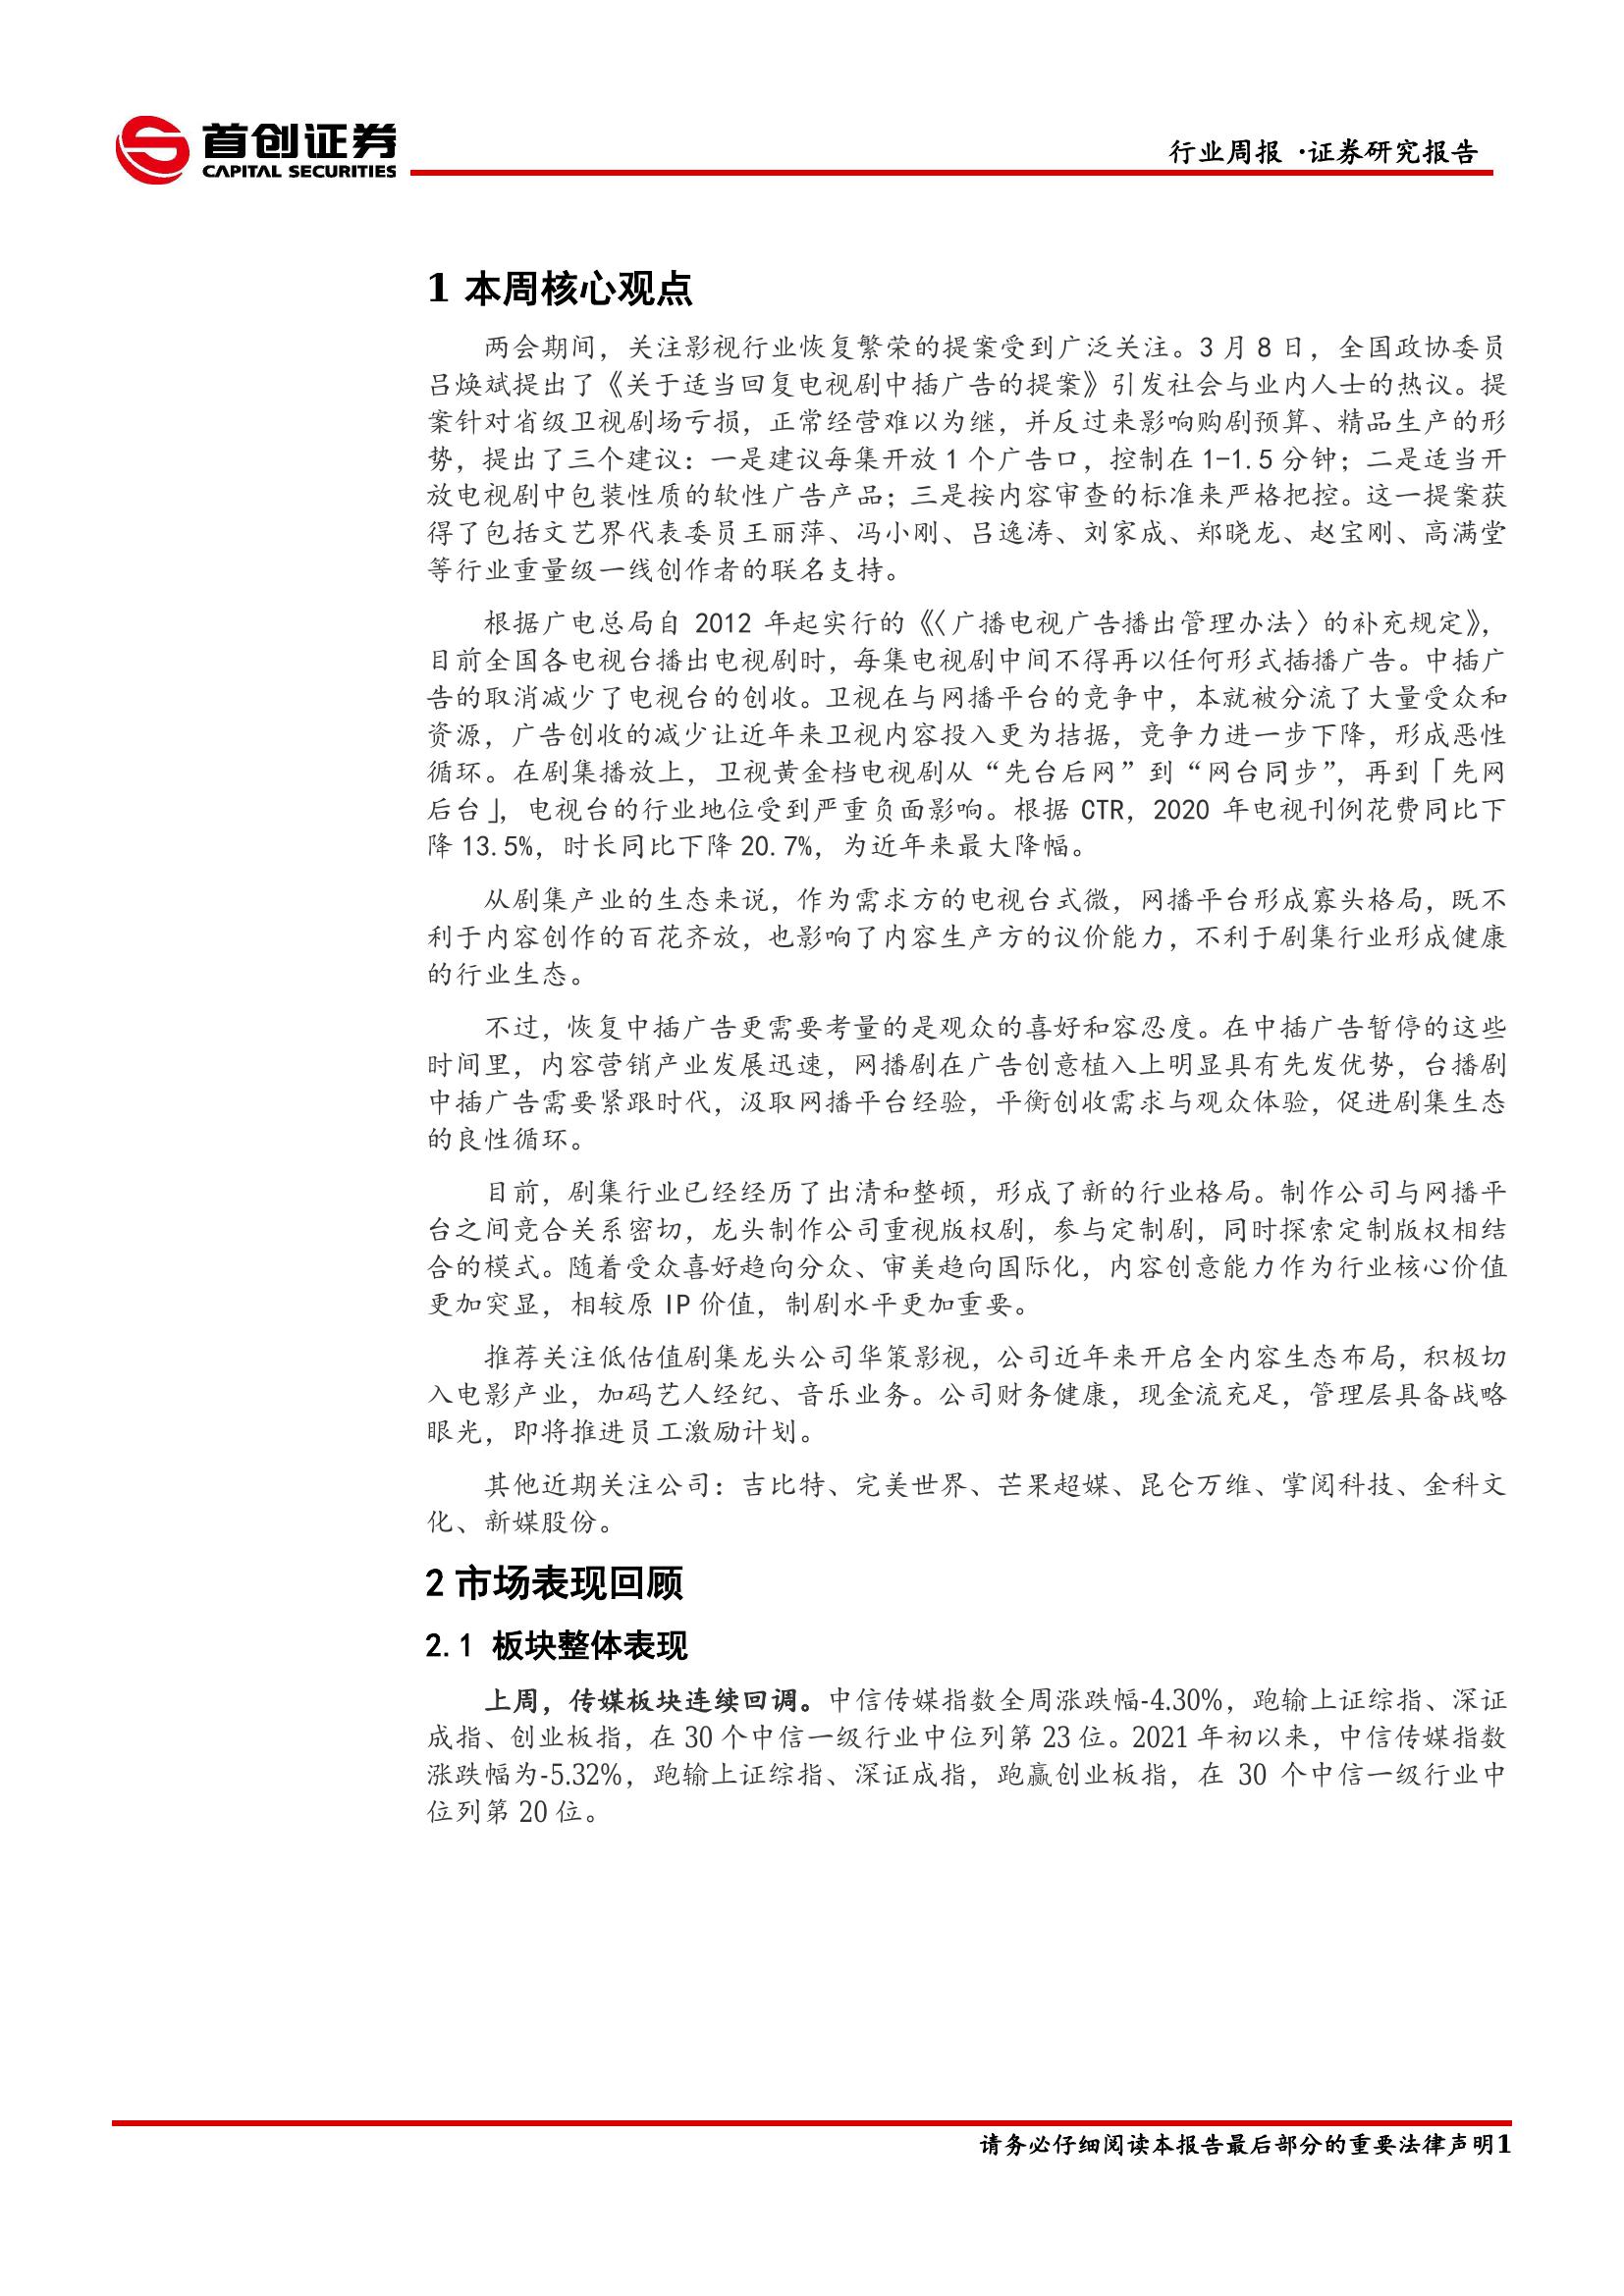 首创证券
CAPITAL SECURITIES
行业周报 ·证券研究报告
1 本周核心观点
两会期间，关注影视行业恢复繁荣的提案受到广泛关注。3 月 8 日，全国政协委员
吕焕斌提出了《关于适当回复电视剧中插广告的提案》引发社会与业内人士的热议。提
案针对省级卫视剧场亏损，正常经营难以为继，并反过来影响购剧预算、精品生产的形
势，提出了三个建议：一是建议每集开放 1 个广告口，控制在 1-1.5 分钟；二是适当开
放电视剧中包装性质的软性广告产品；三是按内容审查的标准来严格把控。这一提案获
得了包括文艺界代表委员王丽萍、冯小刚、吕逸涛、刘家成、郑晓龙、赵宝刚、高满堂
等行业重量级一线创作者的联名支持。
根据广电总局自 2012 年起实行的《〈广播电视广告播出管理办法〉的补充规定》，
目前全国各电视台播出电视剧时，每集电视剧中间不得再以任何形式插播广告。中插广
告的取消减少了电视台的创收。卫视在与网播平台的竞争中，本就被分流了大量受众和
资源，广告创收的减少让近年来卫视内容投入更为拮据，竞争力进一步下降，形成恶性
循环。在剧集播放上，卫视黄金档电视剧从“先台后网”到“网台同步”，再到「先网
后台」，电视台的行业地位受到严重负面影响。根据 CTR，2020 年电视刊例花费同比下
降 13.5%，时长同比下降 20.7%，为近年来最大降幅。
从剧集产业的生态来说，作为需求方的电视台式微，网播平台形成寡头格局，既不
利于内容创作的百花齐放，也影响了内容生产方的议价能力，不利于剧集行业形成健康
的行业生态。
不过，恢复中插广告更需要考量的是观众的喜好和容忍度。在中插广告暂停的这些
时间里，内容营销产业发展迅速，网播剧在广告创意植入上明显具有先发优势，台播剧
中插广告需要紧跟时代，汲取网播平台经验，平衡创收需求与观众体验，促进剧集生态
的良性循环。
目前，剧集行业已经经历了出清和整顿，形成了新的行业格局。制作公司与网播平
台之间竞合关系密切，龙头制作公司重视版权剧，参与定制剧，同时探索定制版权相结
合的模式。随着受众喜好趋向分众、审美趋向国际化，内容创意能力作为行业核心价值
更加突显，相较原 IP 价值，制剧水平更加重要。
推荐关注低估值剧集龙头公司华策影视，公司近年来开启全内容生态布局，积极切
入电影产业，加码艺人经纪、音乐业务。公司财务健康，现金流充足，管理层具备战略
眼光，即将推进员工激励计划。
其他近期关注公司：吉比特、完美世界、芒果超媒、昆仑万维、掌阅科技、金科文
化、新媒股份。
2 市场表现回顾
2.1 板块整体表现
上周，传媒板块连续回调。中信传媒指数全周涨跌幅-4.30%，跑输上证综指、深证
成指、创业板指，在 30 个中信一级行业中位列第 23 位。2021 年初以来，中信传媒指数
涨跌幅为-5.32%，跑输上证综指、深证成指，跑赢创业板指，在 30 个中信一级行业中
位列第 20 位。
请务必仔细阅读本报告最后部分的重要法律声明1